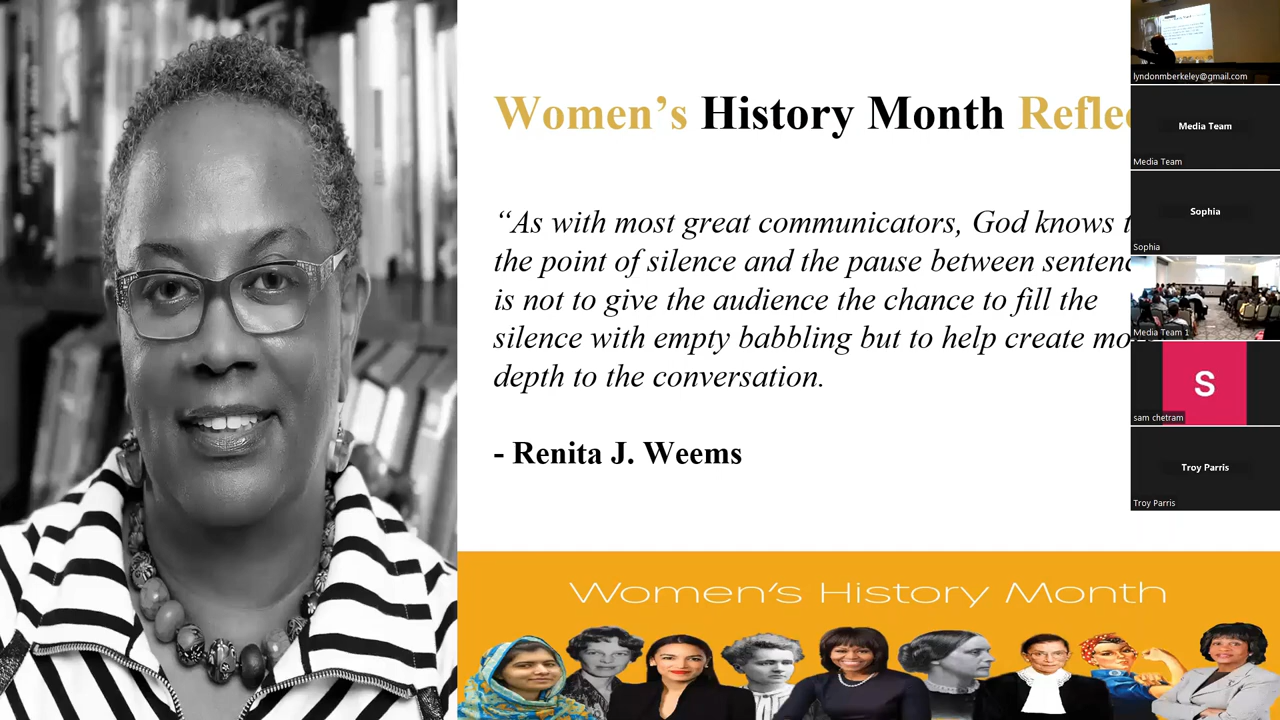 Women's History Month Reflec
"As with most great communicators, God knows t
the point of silence and the pause between sentenc
is not to give the audience the chance to fill the
silence with empty babbling but to help create mo
depth to the conversation.
- Renita J. Weems
Women's History Month
lyndonmberkeley@gmail.com
Media Team
Media Team
Sophia
Sophia
Media Team 1
S
sam chetram
Troy Parris
Troy Parris